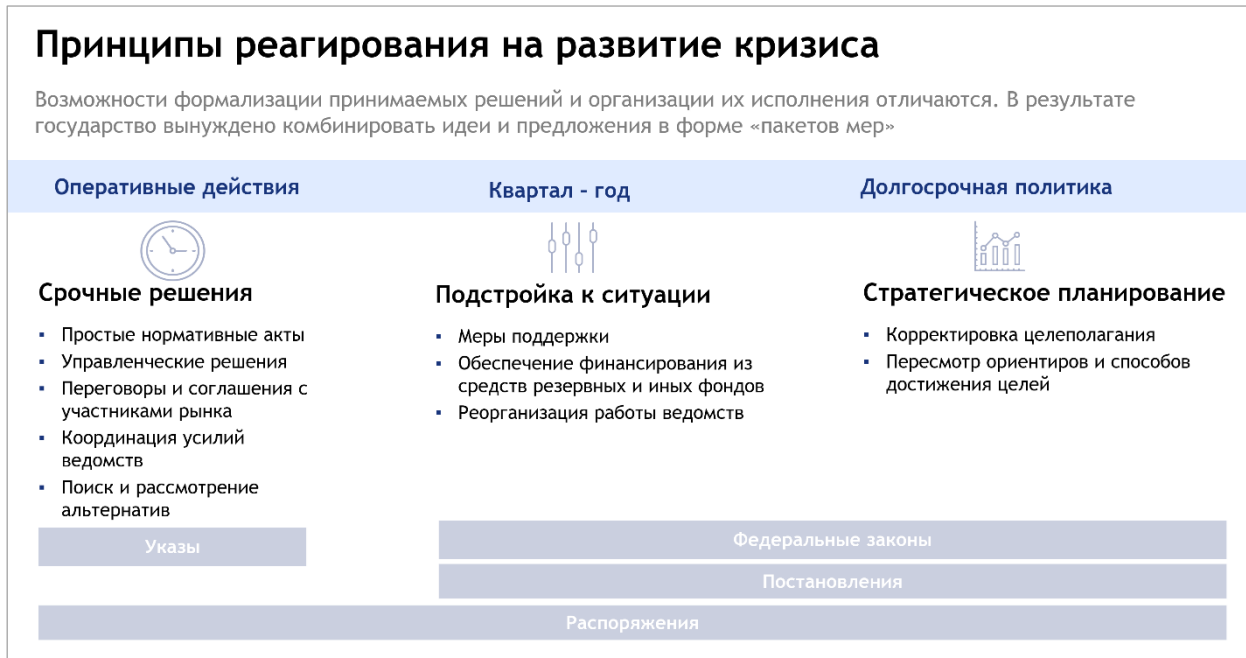 Принципы реагирования на развитие кризиса
Возможности формализации принимаемых решений и организации их исполнения отличаются. В результате
государство вынуждено комбинировать идеи и предложения в форме «пакетов мер»
Оперативные действия
Квартал - год
Долгосрочная политика
Срочные решения
▪ Простые нормативные акты
▪ Управленческие решения
▪ Переговоры и соглашения с
участниками рынка
▪ Координация усилий
ведомств
▪ Поиск и рассмотрение
альтернатив
Подстройка к ситуации
▪ Меры поддержки
▪ Обеспечение финансирования из
средств резервных и иных фондов
▪ Реорганизация работы ведомств
Стратегическое планирование
▪ Корректировка целеполагания
▪ Пересмотр ориентиров и способов
достижения целей
Указы
Федеральные законы
Постановления
Распоряжения